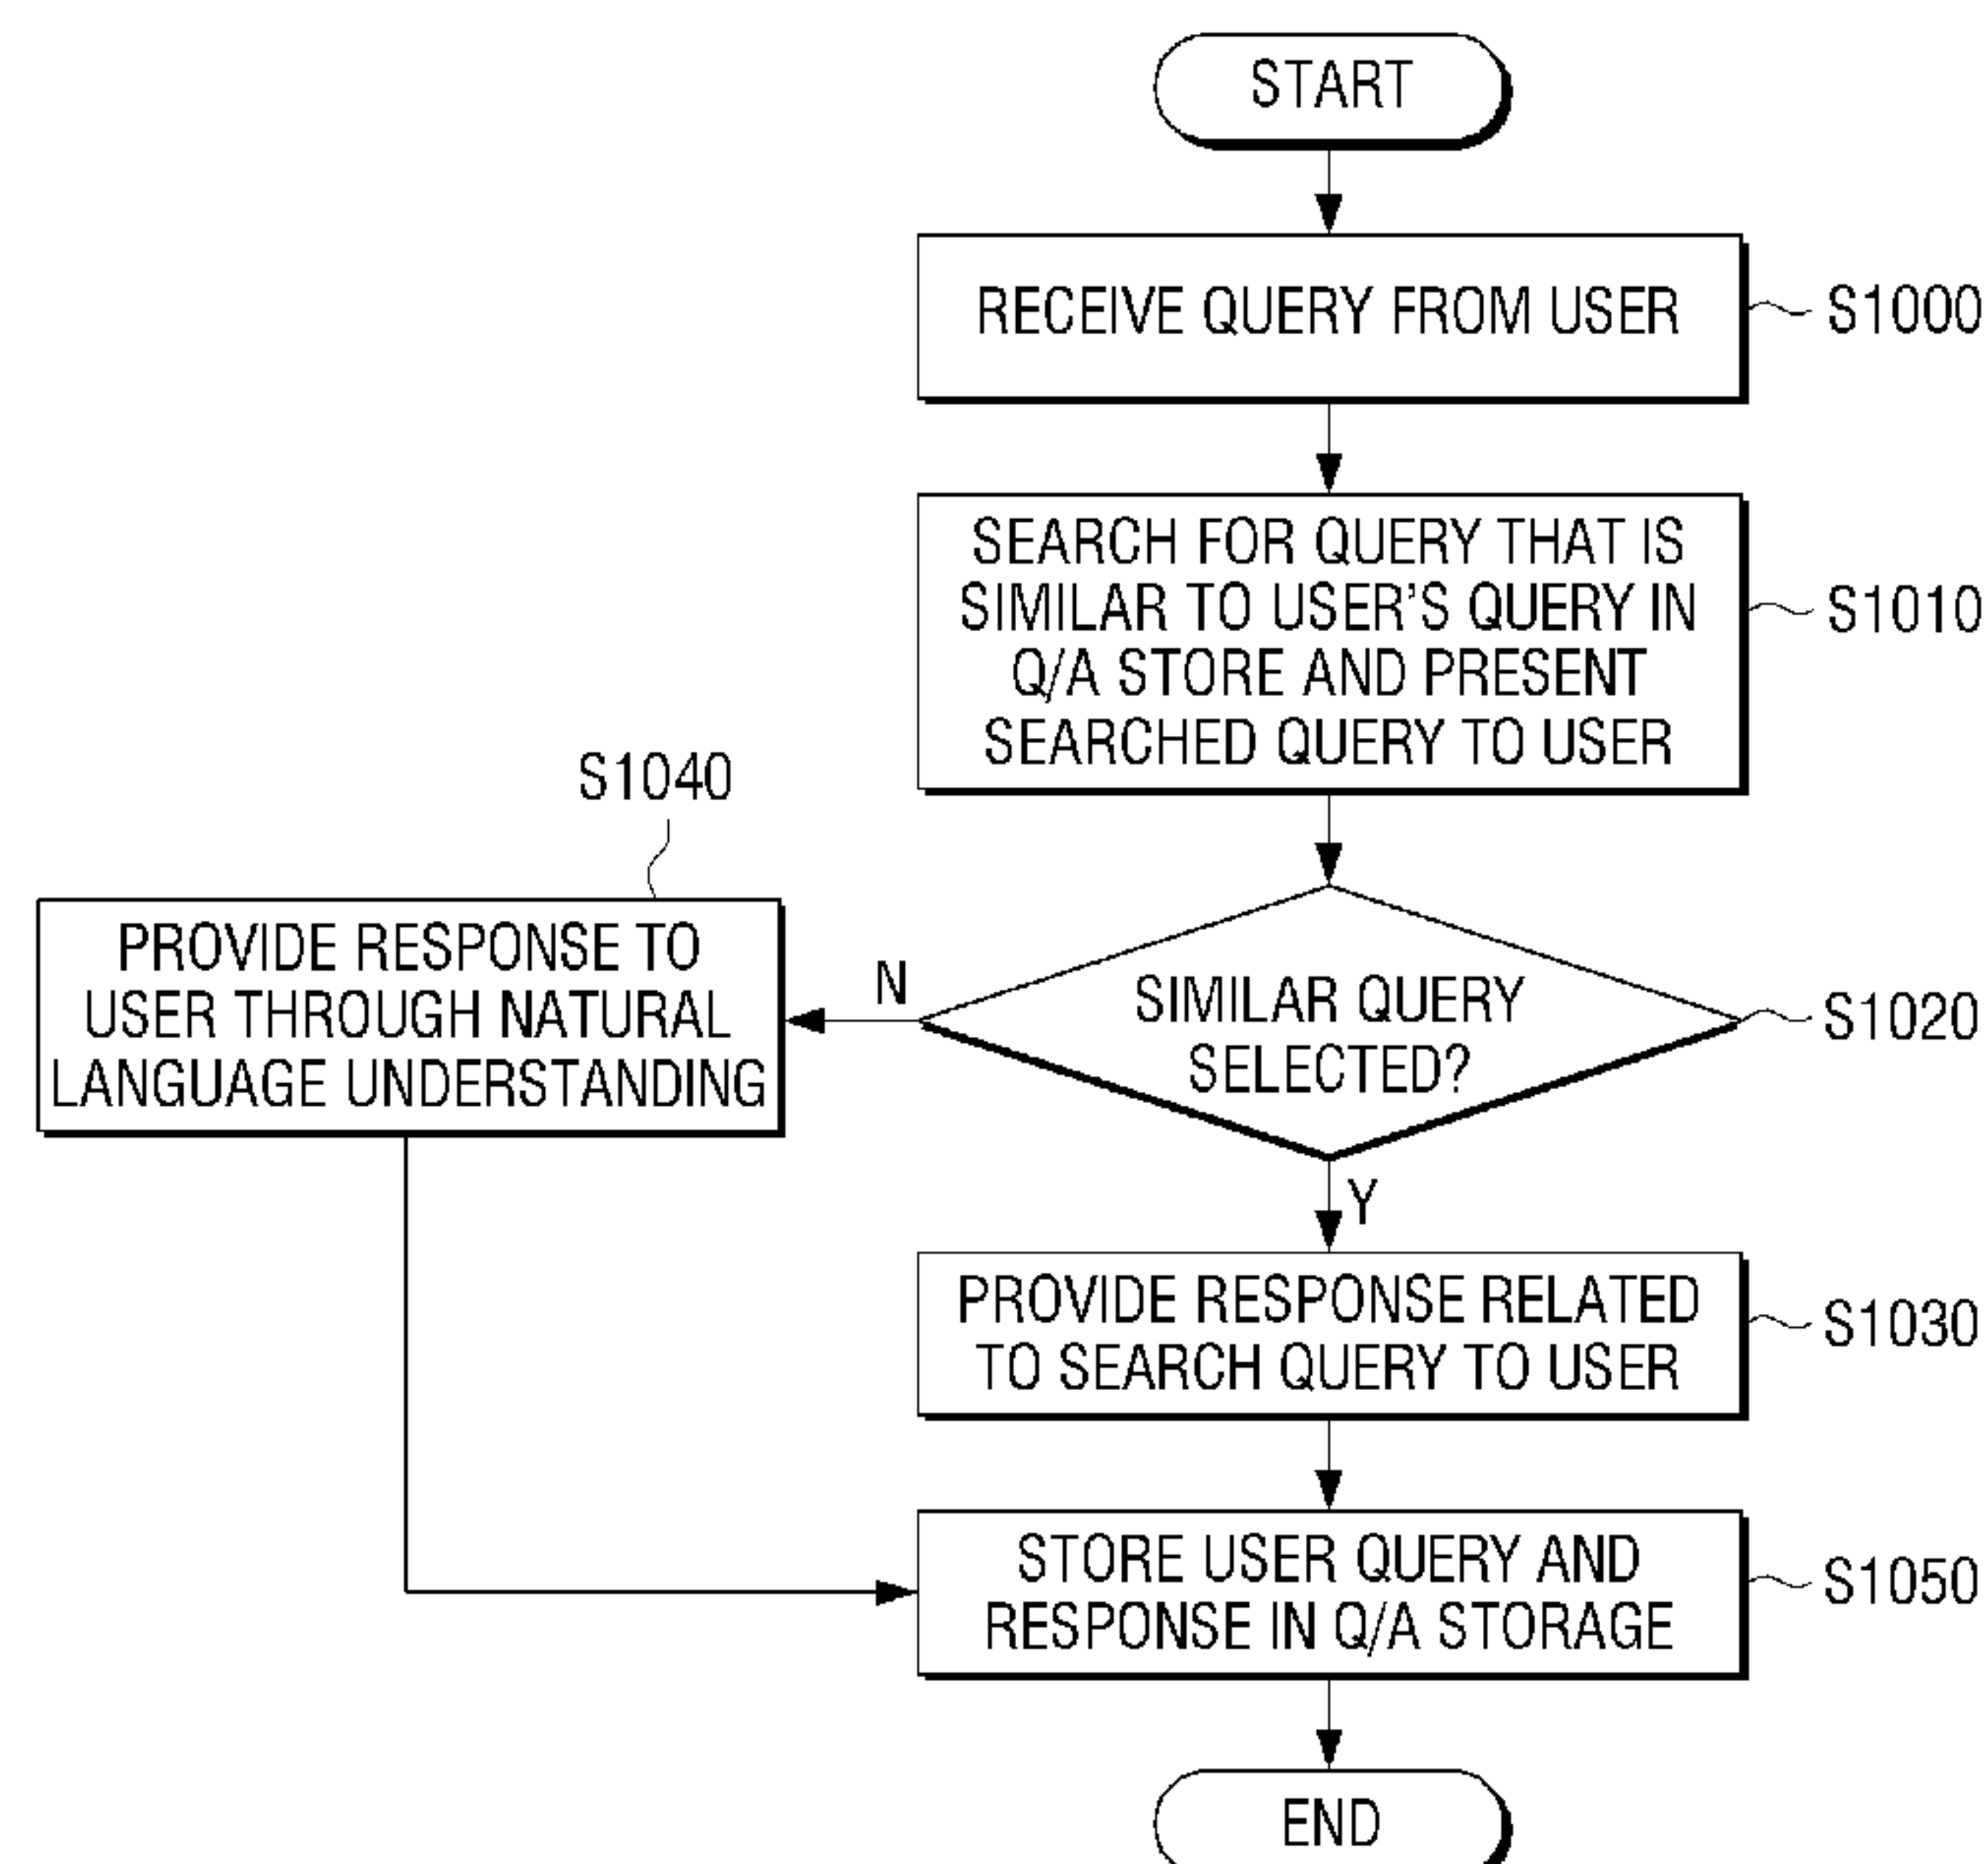 START
RECEIVE QUERY FROM USER
S1000
SEARCH FOR QUERY THAT IS
SIMILAR TO USER'S QUERY IN
Q/A STORE AND PRESENT
SEARCHED QUERY TO USER
S1010
SIMILAR QUERY
SELECTED?
S1020
N
S1040
PROVIDE RESPONSE TO
USER THROUGH NATURAL
LANGUAGE UNDERSTANDING
Y
PROVIDE RESPONSE RELATED
TO SEARCH QUERY TO USER
S1030
STORE USER QUERY AND
RESPONSE IN Q/A STORAGE
S1050
END